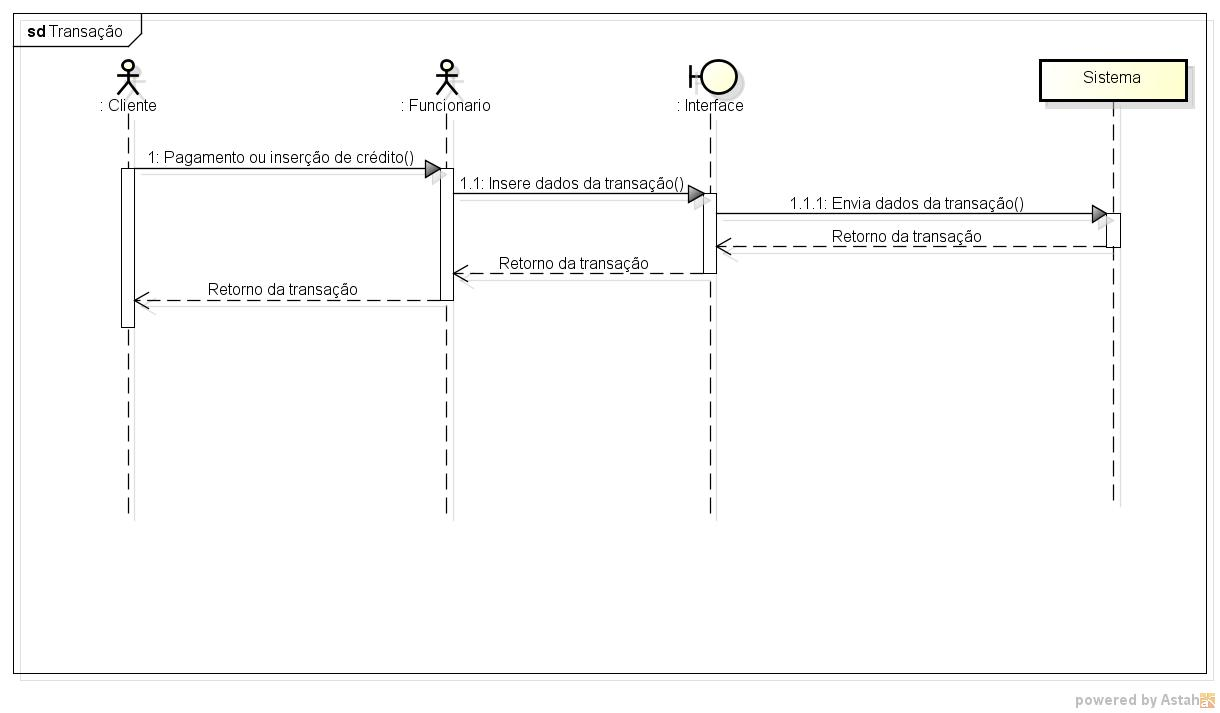 sd Transação
: Cliente
: Funcionario
: Interface
Sistema
1: Pagamento ou inserção de crédito()
1.1: Insere dados da transação()
1.1.1: Envia dados da transação()
Retorno da transação
Retorno da transação
Retorno da transação
powered by Astah